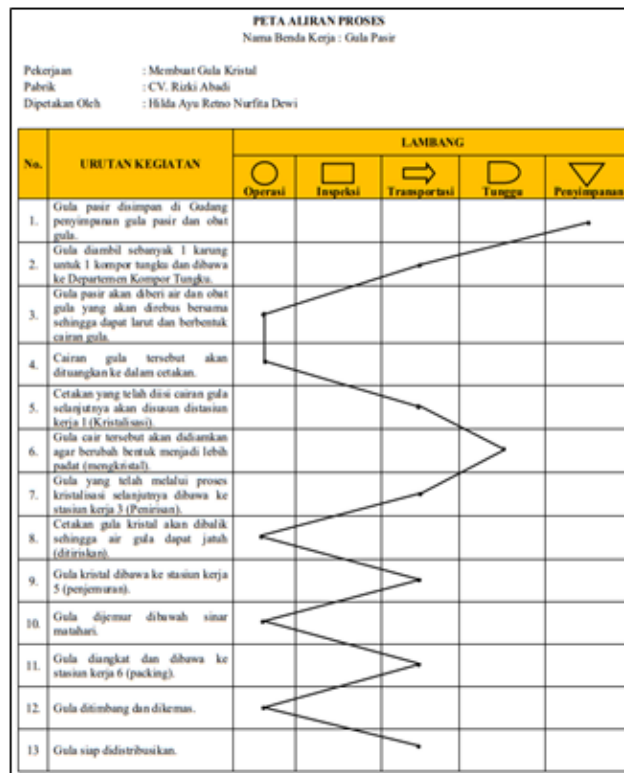 PETA ALIRAN PROSES
Nama Benda Kerja : Gula Pasir
Pekerjaan : Membuat Gula Kristal
Pabrik : CV. Rizki Abadi
Dipetakan Oleh : Hilda Ayu Retno Nurfita Dewi
No. URUTAN KEGIATAN LAMBANG
Operasi Inspeksi Transportasi Tunggu Penyimpanan
1. Gula pasir disimpan di Gudang
penyimpanan gula pasir dan obat
gula.
2. Gula diambil sebanyak 1 karung
untuk 1 kompor tungku dan dibawa
ke Departemen Kompor Tungku.
3. Gula pasir akan diberi air dan obat
gula yang akan direbus bersama
sehingga dapat larut dan berbentuk
cairan gula.
4. Cairan gula tersebut akan
dituangkan ke dalam cetakan.
5. Cetakan yang telah diisi cairan gula
selanjutnya akan disusun distasiun
kerja 1 (Kristalisasi).
6. Gula cair tersebut akan didiamkan
agar berubah bentuk menjadi lebih
padat (mengkristal).
7. Gula yang telah melalui proses
kristalisasi selanjutnya dibawa ke
stasiun kerja 3 (Penirisan).
8. Cetakan gula kristal akan dibalik
sehingga air gula dapat jatuh
(ditiriskan).
9. Gula kristal dibawa ke stasiun kerja
5 (penjemuran).
10. Gula dijemur dibawah sinar
matahari.
11. Gula diangkat dan dibawa ke
stasiun kerja 6 (packing).
12. Gula ditimbang dan dikemas.
13 Gula siap didistribusikan.